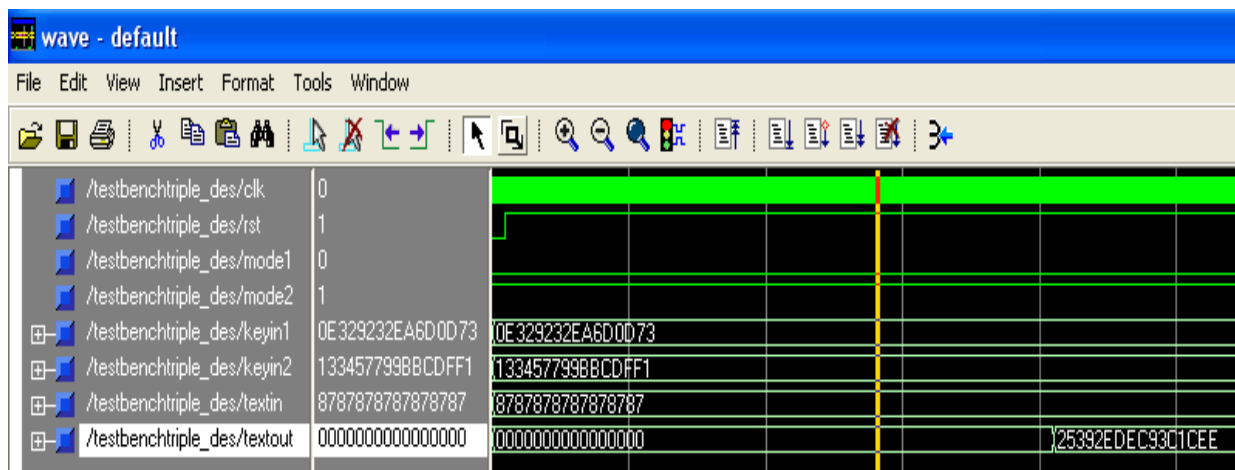 wave - default
File Edit View Insert Format Tools Window
/testbenchtriple_des/clk 0
/testbenchtriple_des/rst 1
/testbenchtriple_des/mode1 0
/testbenchtriple_des/mode2 1
/testbenchtriple_des/keyin1 0E329232EA6D0D73 0E329232EA6D0D73
/testbenchtriple_des/keyin2 133457799BBCDFF1 133457799BBCDFF1
/testbenchtriple_des/textin 8787878787878787 8787878787878787
/testbenchtriple_des/textout 0000000000000000 0000000000000000 25392EDEC93C1CEE